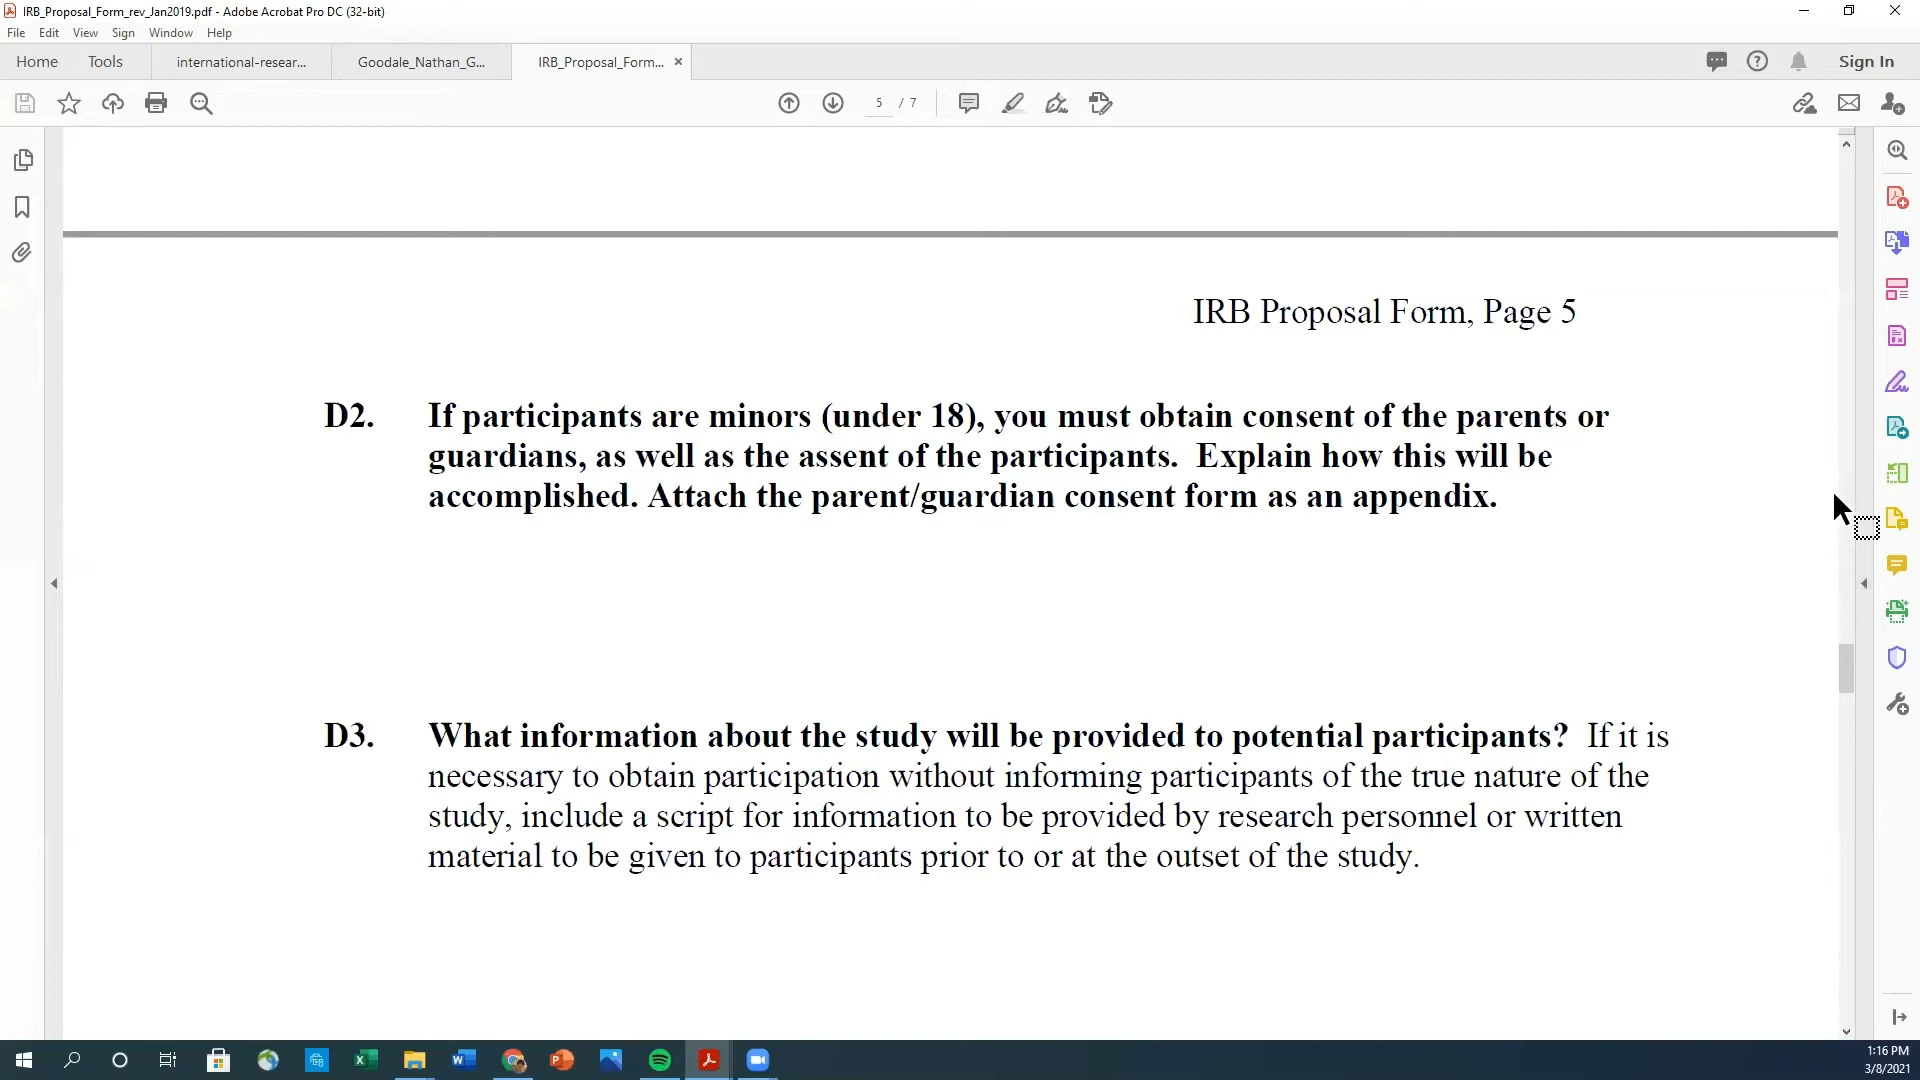 IRB_Proposal_Form_rev_Jan2019.pdf - Adobe Acrobat Pro DC (32-bit)
File Edit View Sign Window Help
Home Tools international-resear... Goodale_Nathan_G... IRB_Proposal_Form... Sign In
5 / 7
IRB Proposal Form, Page 5
D2. If participants are minors (under 18), you must obtain consent of the parents or
guardians, as well as the assent of the participants. Explain how this will be
accomplished. Attach the parent/guardian consent form as an appendix.
D3. What information about the study will be provided to potential participants? If it is
necessary to obtain participation without informing participants of the true nature of the
study, include a script for information to be provided by research personnel or written
material to be given to participants prior to or at the outset of the study.
1:16 PM
3/8/2021